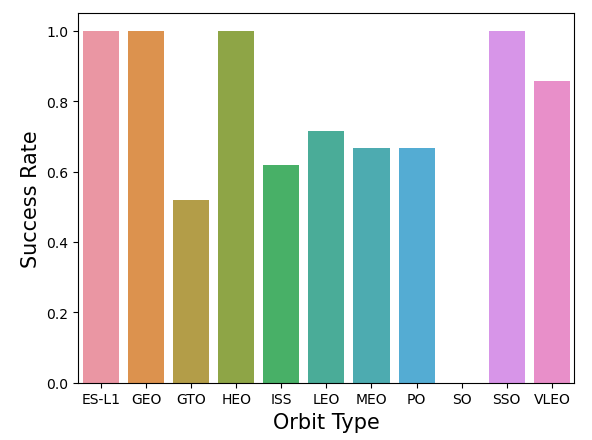 1.0
0.8
0.6
0.4
0.2
0.0
Success Rate
ES-L1 GEO GTO HEO ISS LEO MEO PO SO SSO VLEO
Orbit Type